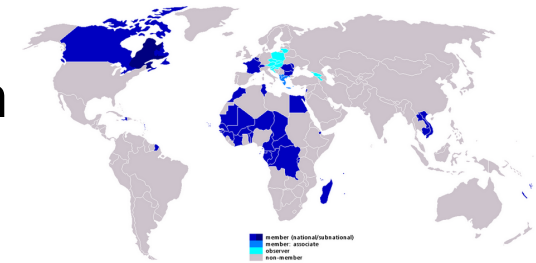 n
member (national/subnational)
member: associate
observer
non-member